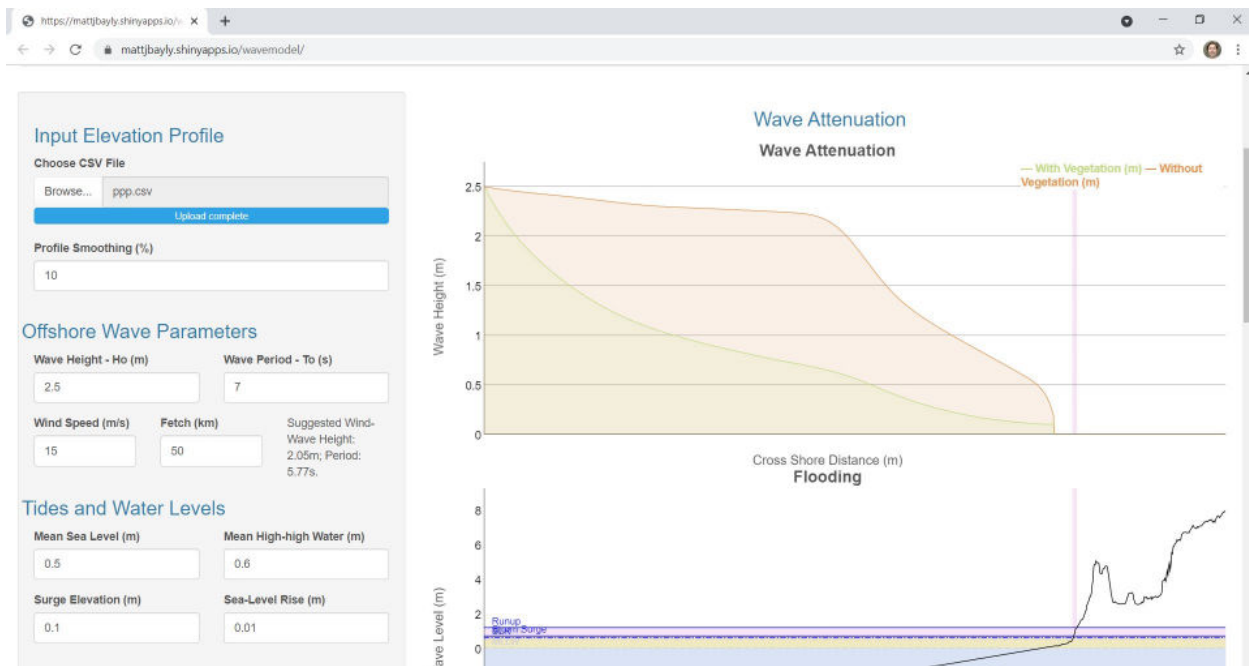 https://mattjbayly.shinyapps.io/w
mattjbayly.shinyapps.io/wavemodel/
Input Elevation Profile
Choose CSV File
Browse... ppp.csv
Upload complete
Profile Smoothing (%)
10
Offshore Wave Parameters
Wave Height - Ho (m) Wave Period - To (s)
2.5 7
Wind Speed (m/s) Fetch (km) Suggested Wind-
Wave Height:
15 50 2.05m; Period:
5.77s.
Tides and Water Levels
Mean Sea Level (m) Mean High-high Water (m)
0.5 0.6
Surge Elevation (m) Sea-Level Rise (m)
0.1 0.01
Wave Attenuation
Wave Attenuation
— With Vegetation (m) — Without
Vegetation (m)
Wave Height (m)
2.5
2
1.5
1
0.5
0
Cross Shore Distance (m)
Flooding
ave Level (m)
8
6
4
2
0
Runup
Surge